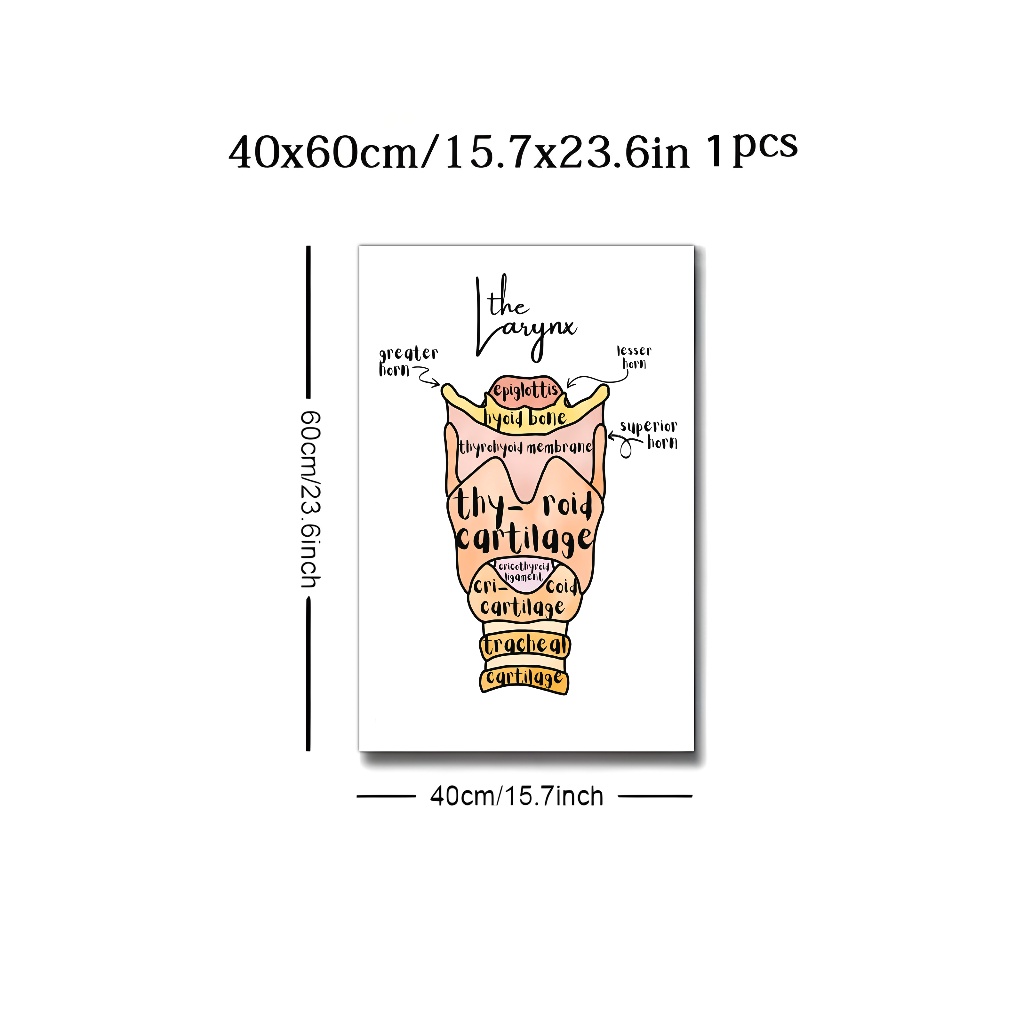 40x60cm/15.7x23.6in 1pcs
the
Larynx
greater
horn
lesser
horn
epiglottis
hyoid bone
superior
horn
thyrohyoid membrane
thy- roid
cartilage
cricothyroid
ligament
cri- coid
cartilage
tracheal
cartilage
60cm/23.6inch
40cm/15.7inch